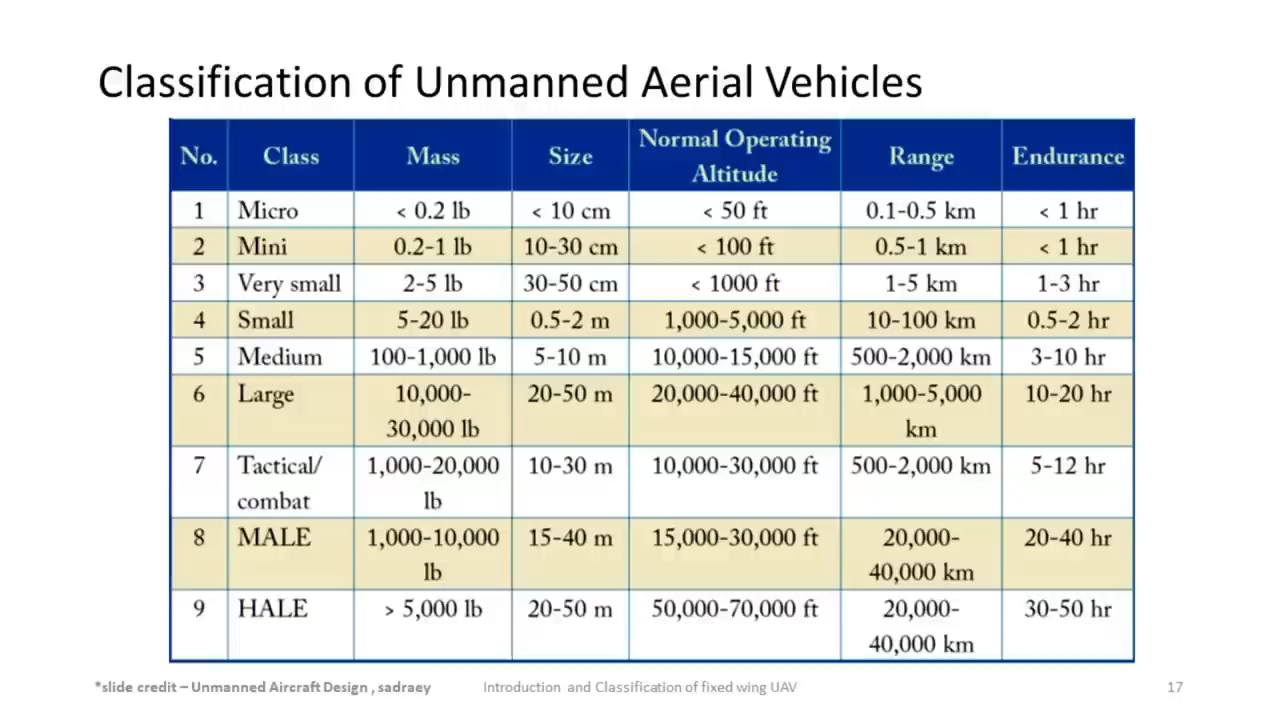 Classification of Unmanned Aerial Vehicles
No. Class Mass Size Normal Operating Altitude Range Endurance
1 Micro < 0.2 lb < 10 cm < 50 ft 0.1-0.5 km < 1 hr
2 Mini 0.2-1 lb 10-30 cm < 100 ft 0.5-1 km < 1 hr
3 Very small 2-5 lb 30-50 cm < 1000 ft 1-5 km 1-3 hr
4 Small 5-20 lb 0.5-2 m 1,000-5,000 ft 10-100 km 0.5-2 hr
5 Medium 100-1,000 lb 5-10 m 10,000-15,000 ft 500-2,000 km 3-10 hr
6 Large 10,000-30,000 lb 20-50 m 20,000-40,000 ft 1,000-5,000 km 10-20 hr
7 Tactical/combat 1,000-20,000 lb 10-30 m 10,000-30,000 ft 500-2,000 km 5-12 hr
8 MALE 1,000-10,000 lb 15-40 m 15,000-30,000 ft 20,000-40,000 km 20-40 hr
9 HALE > 5,000 lb 20-50 m 50,000-70,000 ft 20,000-40,000 km 30-50 hr
*slide credit – Unmanned Aircraft Design , sadraey
Introduction and Classification of fixed wing UAV
17